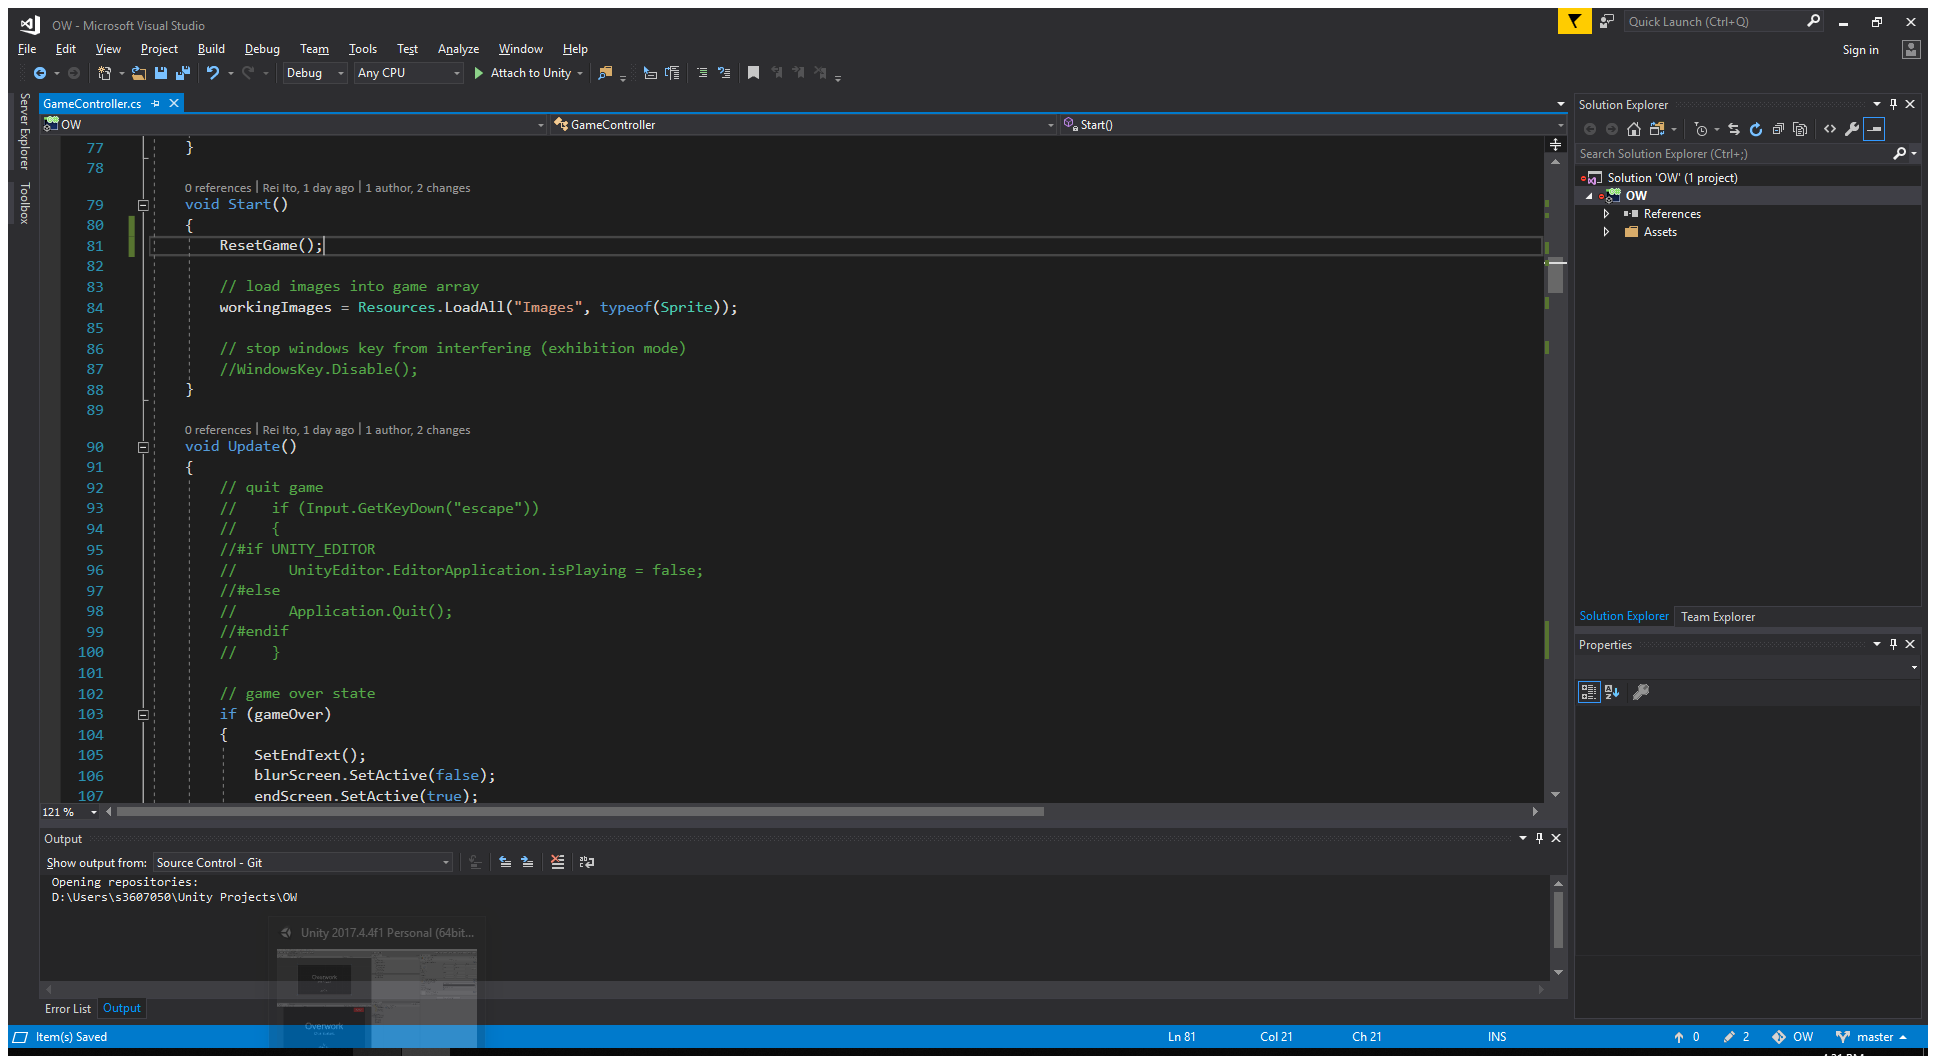 OW - Microsoft Visual Studio
Quick Launch (Ctrl+Q)
File Edit View Project Build Debug Team Tools Test Analyze Window Help
Sign in
Debug Any CPU Attach to Unity
Server Explorer
Toolbox
GameController.cs
OW GameController Start()
77 }
78
0 references | Rei Ito, 1 day ago | 1 author, 2 changes
79 void Start()
80 {
81 ResetGame();
82
83 // load images into game array
84 workingImages = Resources.LoadAll("Images", typeof(Sprite));
85
86 // stop windows key from interfering (exhibition mode)
87 //WindowsKey.Disable();
88 }
89
0 references | Rei Ito, 1 day ago | 1 author, 2 changes
90 void Update()
91 {
92 // quit game
93 // if (Input.GetKeyDown("escape"))
94 // {
95 //#if UNITY_EDITOR
96 // UnityEditor.EditorApplication.isPlaying = false;
97 //#else
98 // Application.Quit();
99 //#endif
100 // }
101
102 // game over state
103 if (gameOver)
104 {
105 SetEndText();
106 blurScreen.SetActive(false);
107 endScreen.SetActive(true);
121 %
Output
Show output from: Source Control - Git
Opening repositories:
D:\Users\s3607050\Unity Projects\OW
Unity 2017.4.4f1 Personal (64bit...
Overwork
Overwork
Error List Output
Solution Explorer
Search Solution Explorer (Ctrl+;)
Solution 'OW' (1 project)
OW
References
Assets
Solution Explorer Team Explorer
Properties
Item(s) Saved Ln 81 Col 21 Ch 21 INS 0 2 OW master